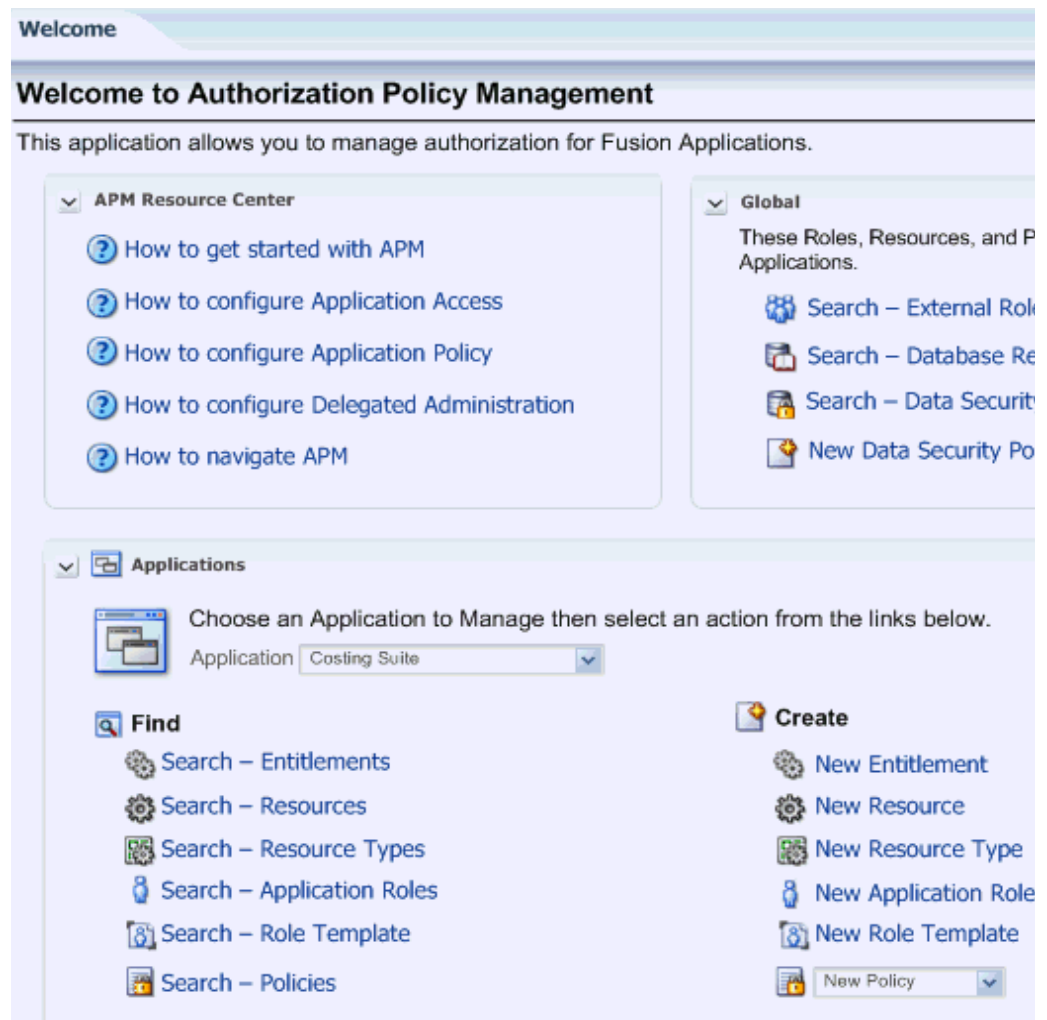 Welcome
Welcome to Authorization Policy Management
This application allows you to manage authorization for Fusion Applications.
APM Resource Center
How to get started with APM
How to configure Application Access
How to configure Application Policy
How to configure Delegated Administration
How to navigate APM
Global
These Roles, Resources, and
Applications.
Search – External
Search – Database
Search – Data
New Data Security
Applications
Choose an Application to Manage then select an action from the links below.
Application Costing Suite
Find
Search – Entitlements
Search – Resources
Search – Resource Types
Search – Application Roles
Search – Role Template
Search – Policies
Create
New Entitlement
New Resource
New Resource Type
New Application Role
New Role Template
New Policy